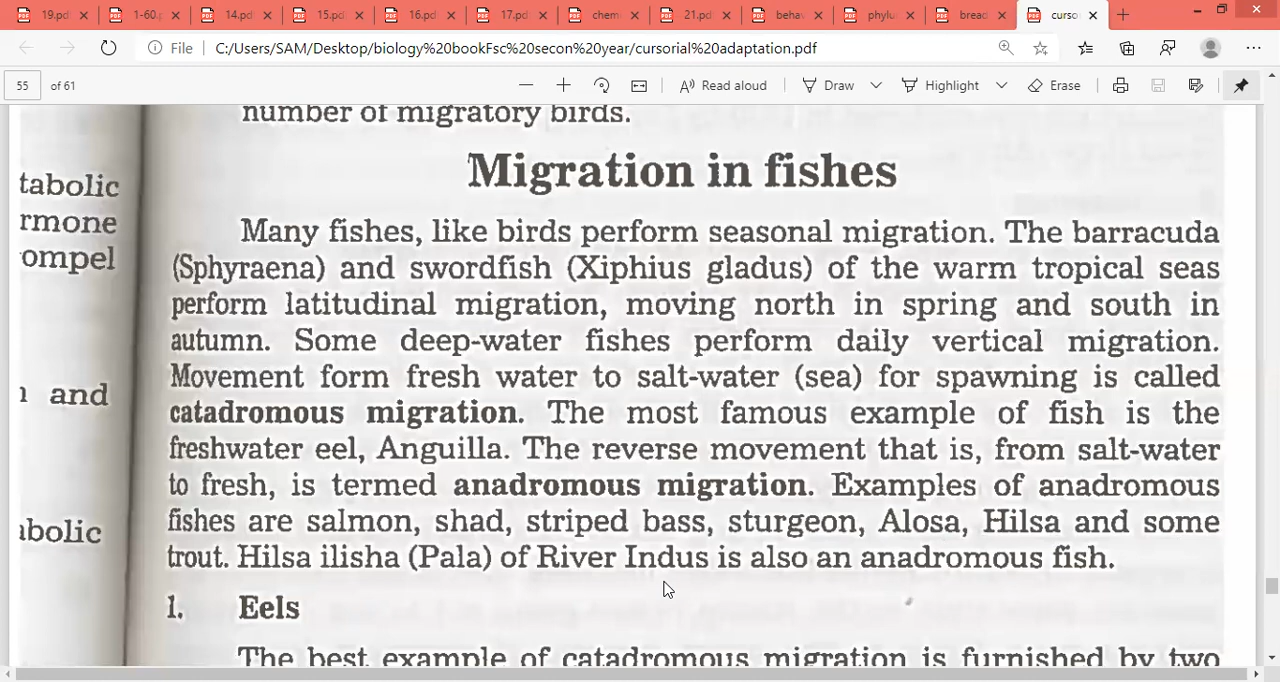 19.pd
1-60.p
14.pd
15.pd
16.pd
17.pd
chem
21.pd
behav
phylu
bread
curso
File C:/Users/SAM/Desktop/biology%20bookFsc%20secon%20year/cursorial%20adaptation.pdf
55 of 61 Read aloud Draw Highlight Erase
number of migratory birds.
Migration in fishes
Many fishes, like birds perform seasonal migration. The barracuda
(Sphyraena) and swordfish (Xiphius gladus) of the warm tropical seas
perform latitudinal migration, moving north in spring and south in
autumn. Some deep-water fishes perform daily vertical migration.
Movement form fresh water to salt-water (sea) for spawning is called
catadromous migration. The most famous example of fish is the
freshwater eel, Anguilla. The reverse movement that is, from salt-water
to fresh, is termed anadromous migration. Examples of anadromous
fishes are salmon, shad, striped bass, sturgeon, Alosa, Hilsa and some
trout. Hilsa ilisha (Pala) of River Indus is also an anadromous fish.
1. Eels
The best example of catadromous migration is furnished by two
tabolic
rmone
ompel
and
abolic